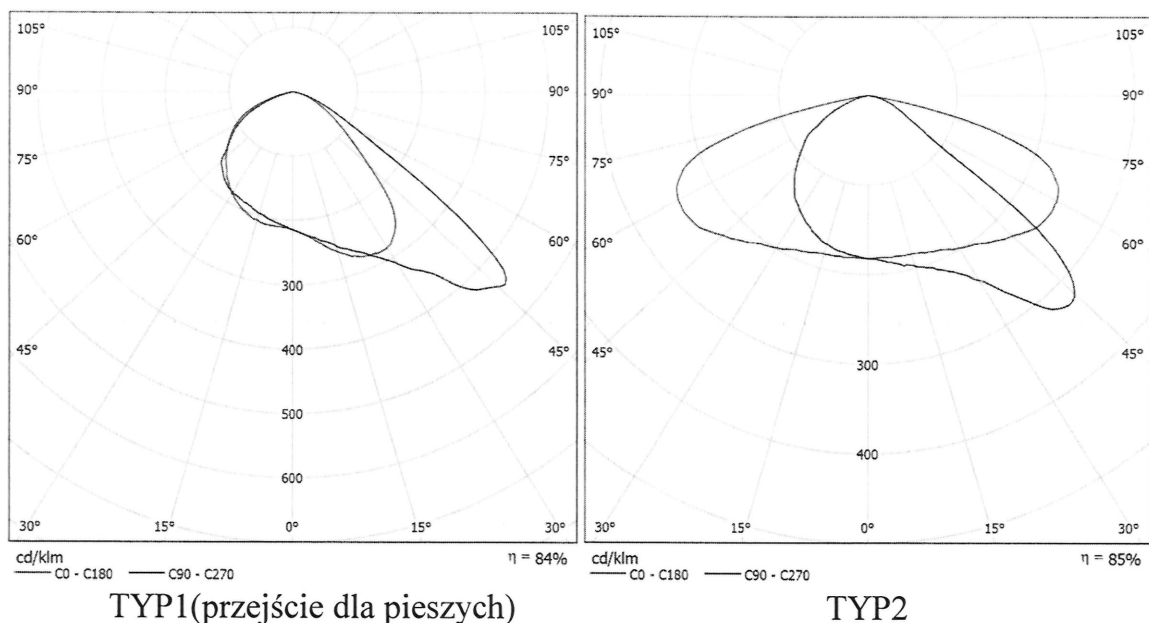 105° 105°
90° 90°
75° 75°
60° 60°
45° 45°
300
400
500
600
30° 15° 0° 15° 30°
cd/klm η = 84%
C0 - C180 C90 - C270
TYP1(przejście dla pieszych)
105° 105°
90° 90°
75° 75°
60° 60°
45° 45°
300
400
30° 15° 0° 15° 30°
cd/klm η = 85%
C0 - C180 C90 - C270
TYP2